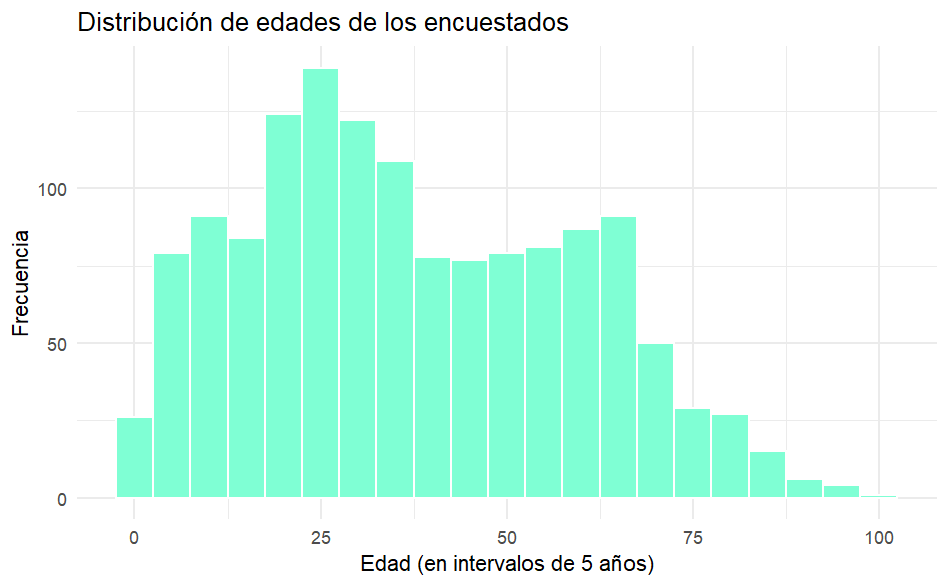 Distribución de edades de los encuestados
Frecuencia
100
50
0
0 25 50 75 100
Edad (en intervalos de 5 años)